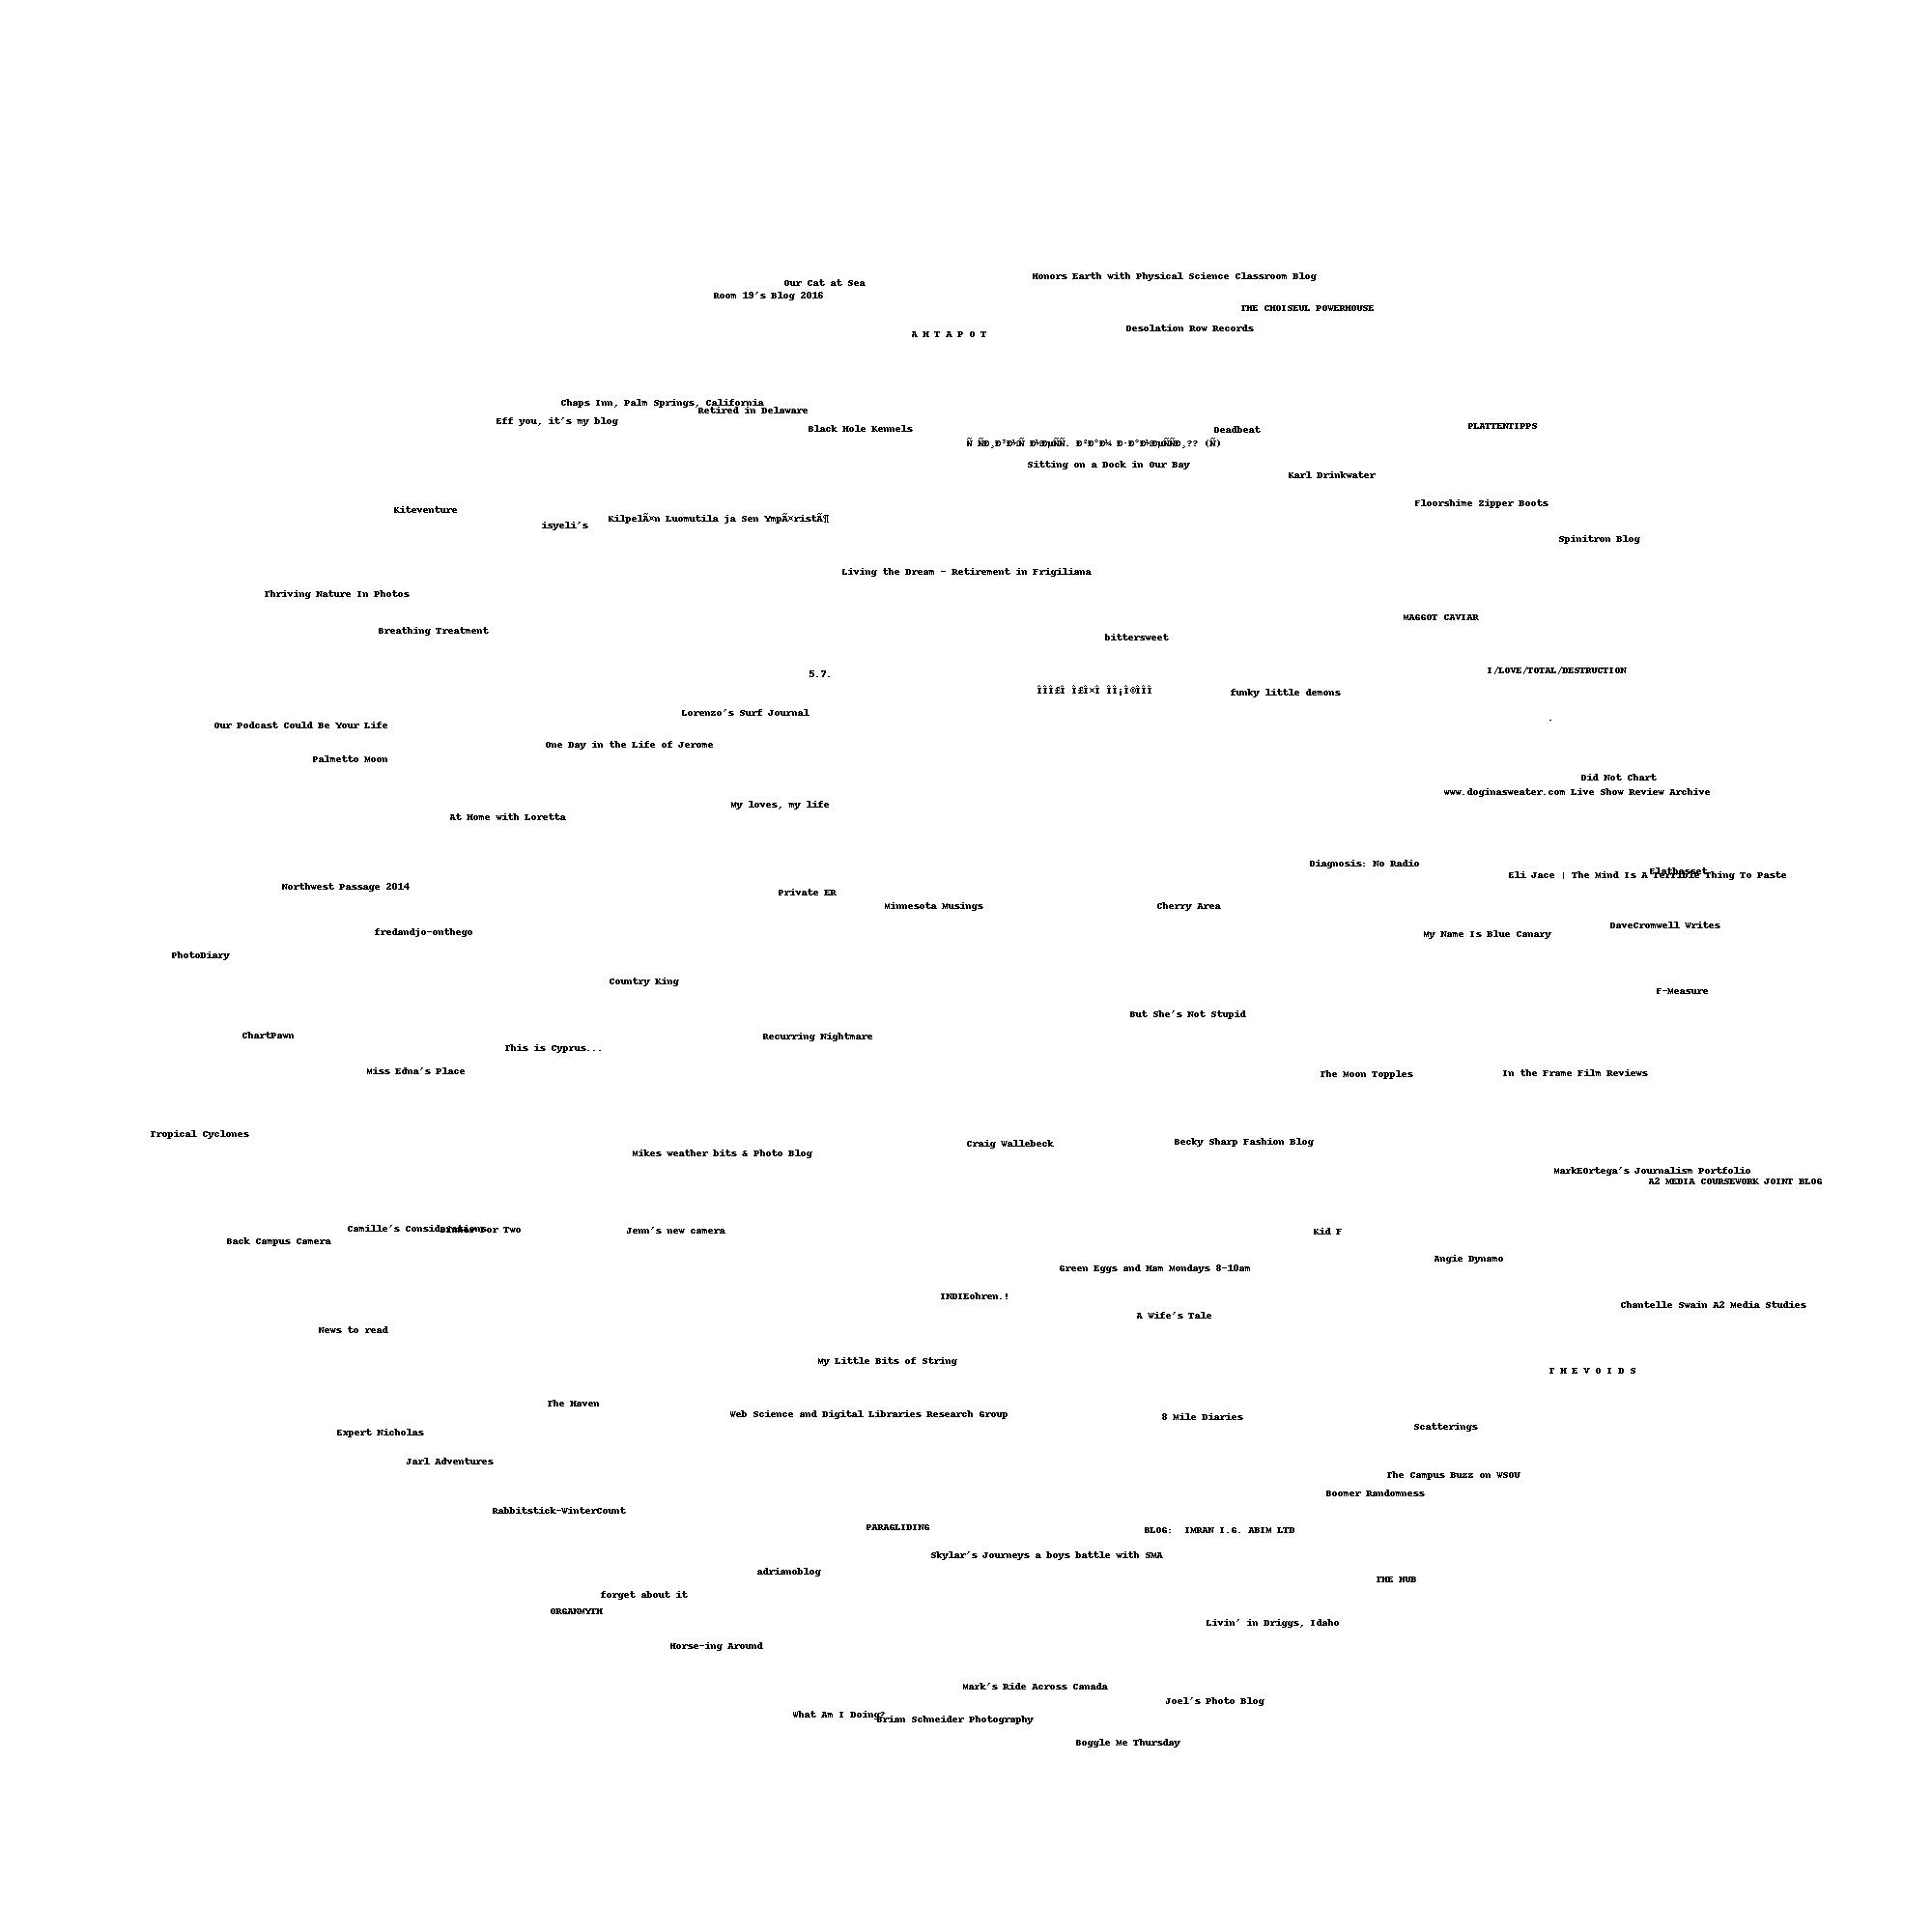 Honors Earth with Physical Science Classroom Blog
Our Cat at Sea
Room 19's Blog 2016
THE CHOISEUL POWERHOUSE
Desolation Row Records
A H T A P O T
Chaps Inn, Palm Springs, California
Retired in Delaware
Eff you, it's my blog
PLATTENTIPPS
Black Hole Kennels
Deadbeat
Sitting on a Dock in Our Bay
Karl Drinkwater
Floorshime Zipper Boots
Kiteventure
KilpelÃ¤n Luomutila ja Sen YmpÃ¤ristÃ¶
isyeli's
Spinitron Blog
Living the Dream - Retirement in Frigiliana
Thriving Nature In Photos
MAGGOT CAVIAR
Breathing Treatment
bittersweet
I/LOVE/TOTAL/DESTRUCTION
5.7.
funky little demons
Lorenzo's Surf Journal
.
Our Podcast Could Be Your Life
One Day in the Life of Jerome
Palmetto Moon
Did Not Chart
www.doginasweater.com Live Show Review Archive
My loves, my life
At Home with Loretta
Diagnosis: No Radio
Flatbasset
Eli Jace | The Mind Is A Terrible Thing To Paste
Northwest Passage 2014
Private ER
Minnesota Musings
Cherry Area
DaveCromwell Writes
fredandjo-onthego
My Name Is Blue Canary
PhotoDiary
Country King
F-Measure
But She's Not Stupid
ChartPawn
Recurring Nightmare
This is Cyprus...
Miss Edna's Place
The Moon Topples
In the Frame Film Reviews
Tropical Cyclones
Craig Wallebeck
Becky Sharp Fashion Blog
Mikes weather bits & Photo Blog
MarkEOrtega's Journalism Portfolio
A2 MEDIA COURSEWORK JOINT BLOG
Camille's Considerations
For Two
Jenn's new camera
Kid F
Back Campus Camera
Angie Dynamo
Green Eggs and Ham Mondays 8-10am
INDIEohren.!
Chantelle Swain A2 Media Studies
A Wife's Tale
News to read
My Little Bits of String
T H E V O I D S
The Haven
Web Science and Digital Libraries Research Group
8 Mile Diaries
Scatterings
Expert Nicholas
Jarl Adventures
The Campus Buzz on WSOU
Boomer Randomness
Rabbitstick-WinterCount
PARAGLIDING
BLOG:  IMRAN I.G. ABIM LTD
Skylar's Journeys a boys battle with SMA
adrianoblog
THE HUB
forget about it
ORGANMYTH
Livin' in Driggs, Idaho
Horse-ing Around
Mark's Ride Across Canada
Joel's Photo Blog
What Am I Doing?
Brian Schneider Photography
Boggle Me Thursday